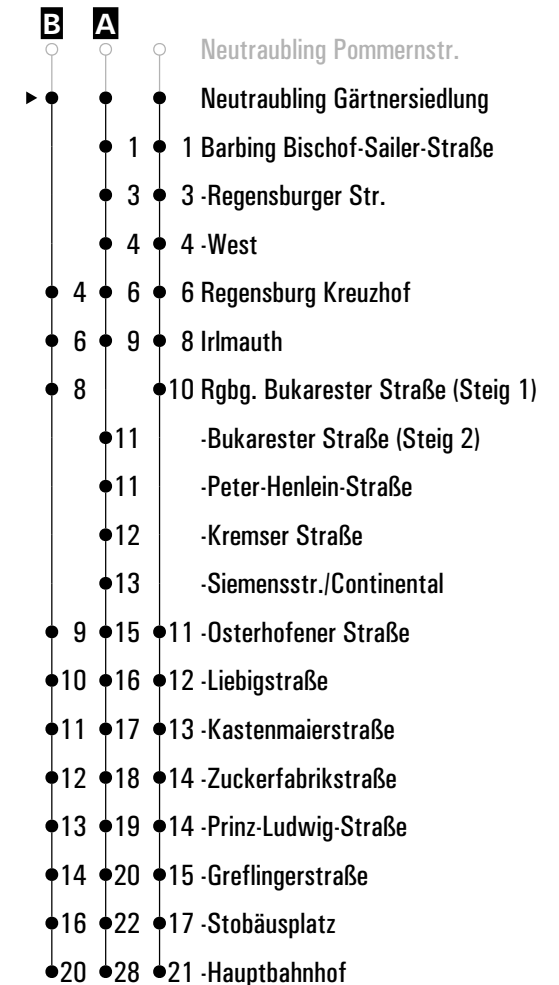 B A
Neutraubling Pommernstr.
Neutraubling Gärtnersiedlung
1 1 Barbing Bischof-Sailer-Straße
3 3 -Regensburger Str.
4 4 -West
4 6 6 Regensburg Kreuzhof
6 9 8 Irlmauth
8 10 Rgbg. Bukarester Straße (Steig 1)
11 -Bukarester Straße (Steig 2)
11 -Peter-Henlein-Straße
12 -Kremser Straße
13 -Siemensstr./Continental
9 15 11 -Osterhofener Straße
10 16 12 -Liebigstraße
11 17 13 -Kastenmaierstraße
12 18 14 -Zuckerfabrikstraße
13 19 14 -Prinz-Ludwig-Straße
14 20 15 -Greflingerstraße
16 22 17 -Stobäusplatz
20 28 21 -Hauptbahnhof